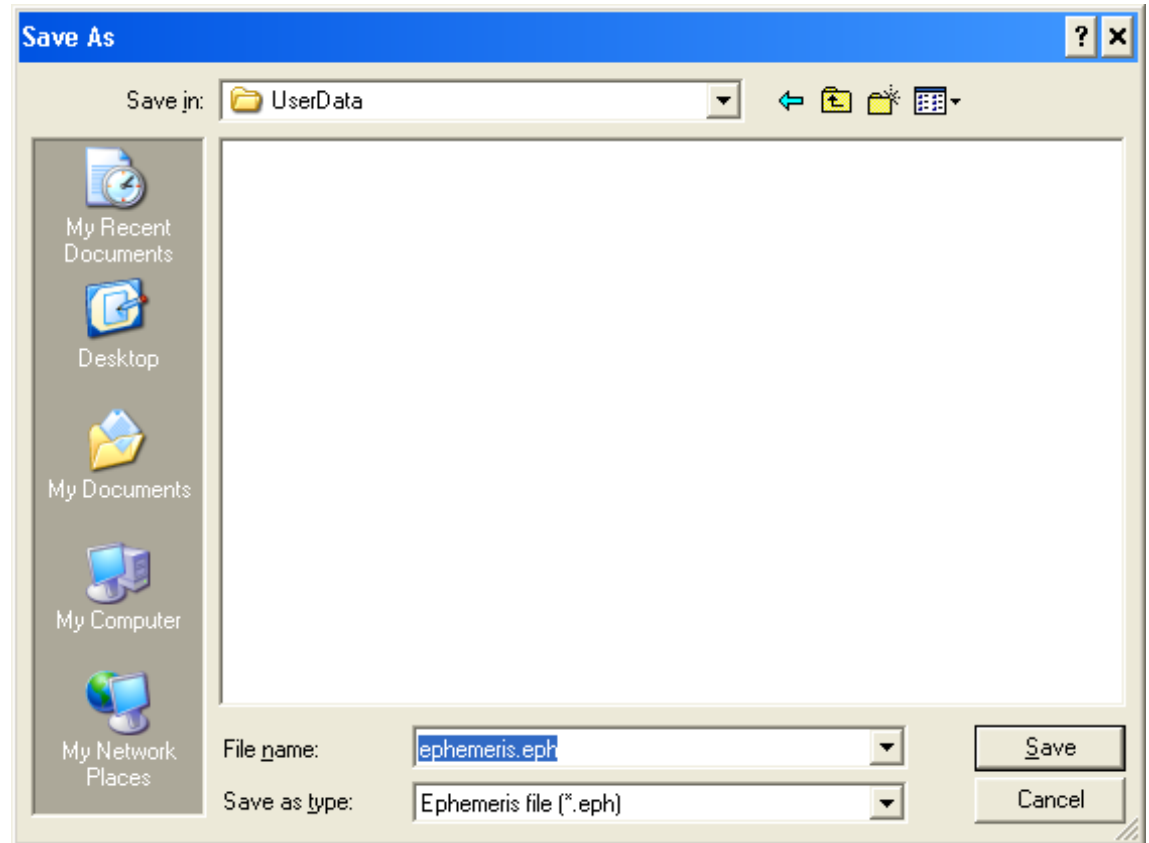 Save As
Save in: UserData
My Recent
Documents
Desktop
My Documents
My Computer
My Network
Places
File name: ephemeris.eph Save
Save as type: Ephemeris file (*.eph) Cancel